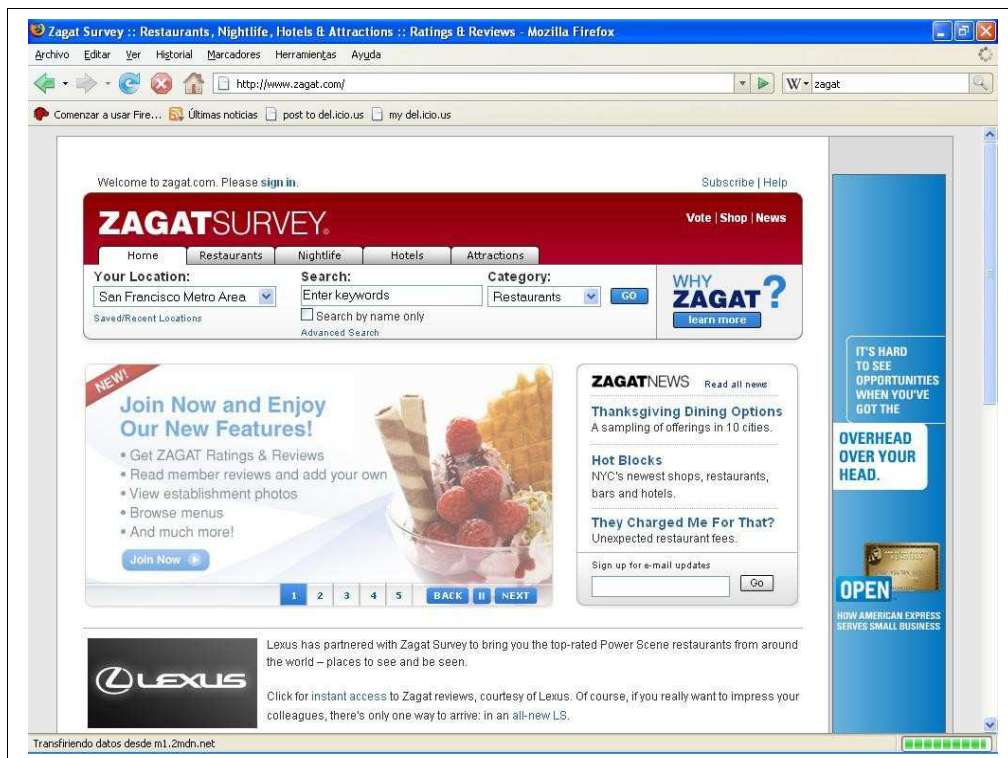 Zagat Survey :: Restaurants, Nightlife, Hotels & Attractions :: Ratings & Reviews - Mozilla Firefox
Archivo Editar Ver Historial Marcadores Herramientas Ayuda
http://www.zagat.com/
W zagat
Comenzar a usar Fire... Últimas noticias post to del.icio.us my del.icio.us
Welcome to zagat.com. Please sign in.
Subscribe | Help
ZAGATSURVEY®
Vote | Shop | News
Home Restaurants Nightlife Hotels Attractions
Your Location: Search: Category:
San Francisco Metro Area Enter keywords Restaurants GO
Saved/Recent Locations Search by name only
Advanced Search
WHY
ZAGAT?
learn more
NEW!
Join Now and Enjoy
Our New Features!
• Get ZAGAT Ratings & Reviews
• Read member reviews and add your own
• View establishment photos
• Browse menus
• And much more!
Join Now
1 2 3 4 5 BACK II NEXT
ZAGATNEWS Read all news
Thanksgiving Dining Options
A sampling of offerings in 10 cities.
Hot Blocks
NYC's newest shops, restaurants,
bars and hotels.
They Charged Me For That?
Unexpected restaurant fees.
Sign up for e-mail updates
Go
IT'S HARD
TO SEE
OPPORTUNITIES
WHEN YOU'VE
GOT THE
OVERHEAD
OVER YOUR
HEAD.
OPEN
HOW AMERICAN EXPRESS
SERVES SMALL BUSINESS
LEXUS
Lexus has partnered with Zagat Survey to bring you the top-rated Power Scene restaurants from around
the world – places to see and be seen.
Click for instant access to Zagat reviews, courtesy of Lexus. Of course, if you really want to impress your
colleagues, there's only one way to arrive: in an all-new LS.
Transfiriendo datos desde m1.2mdn.net